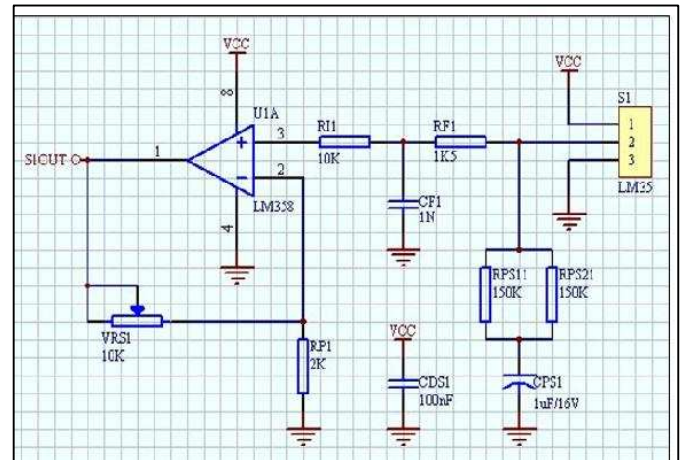 VCC
VCC
8
U1A
S1
3
RI1
RF1
1
S1OUT
1
10K
1K5
2
2
3
LM358
CF1
1N
LM35
4
RPS11
150K
RPS21
150K
VRS1
10K
RP1
2K
VCC
CDS1
100nF
CPS1
1uF/16V